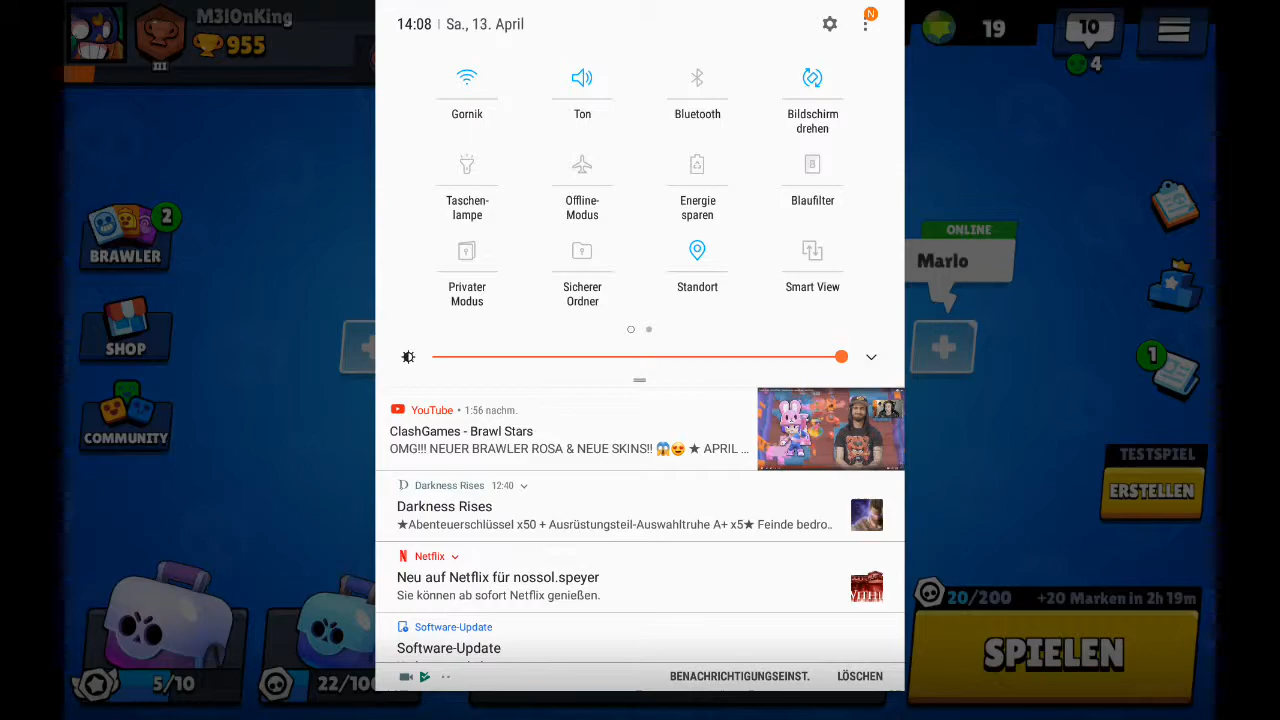 M3IOnKing
955
III
14:08 Sa., 13. April
N
19
10
4
Gornik
Ton
Bluetooth
Bildschirm
drehen
Taschen-
lampe
Offline-
Modus
Energie
sparen
Blaufilter
Privater
Modus
Sicherer
Ordner
Standort
Smart View
2
BRAWLER
SHOP
COMMUNITY
ONLINE
Marlo
1
TESTSPIEL
ERSTELLEN
YouTube • 1:56 nachm.
ClashGames - Brawl Stars
OMG!!! NEUER BRAWLER ROSA & NEUE SKINS!! 😱😍 ★ APRIL ...
Darkness Rises 12:40
Darkness Rises
★Abenteuerschlüssel x50 + Ausrüstungsteil-Auswahltruhe A+ x5★ Feinde bedro..
Netflix
Neu auf Netflix für nossol.speyer
Sie können ab sofort Netflix genießen.
Software-Update
Software-Update
BENACHRICHTIGUNGSEINST. LÖSCHEN
5/10
22/100
20/200 +20 Marken in 2h 19m
SPIELEN